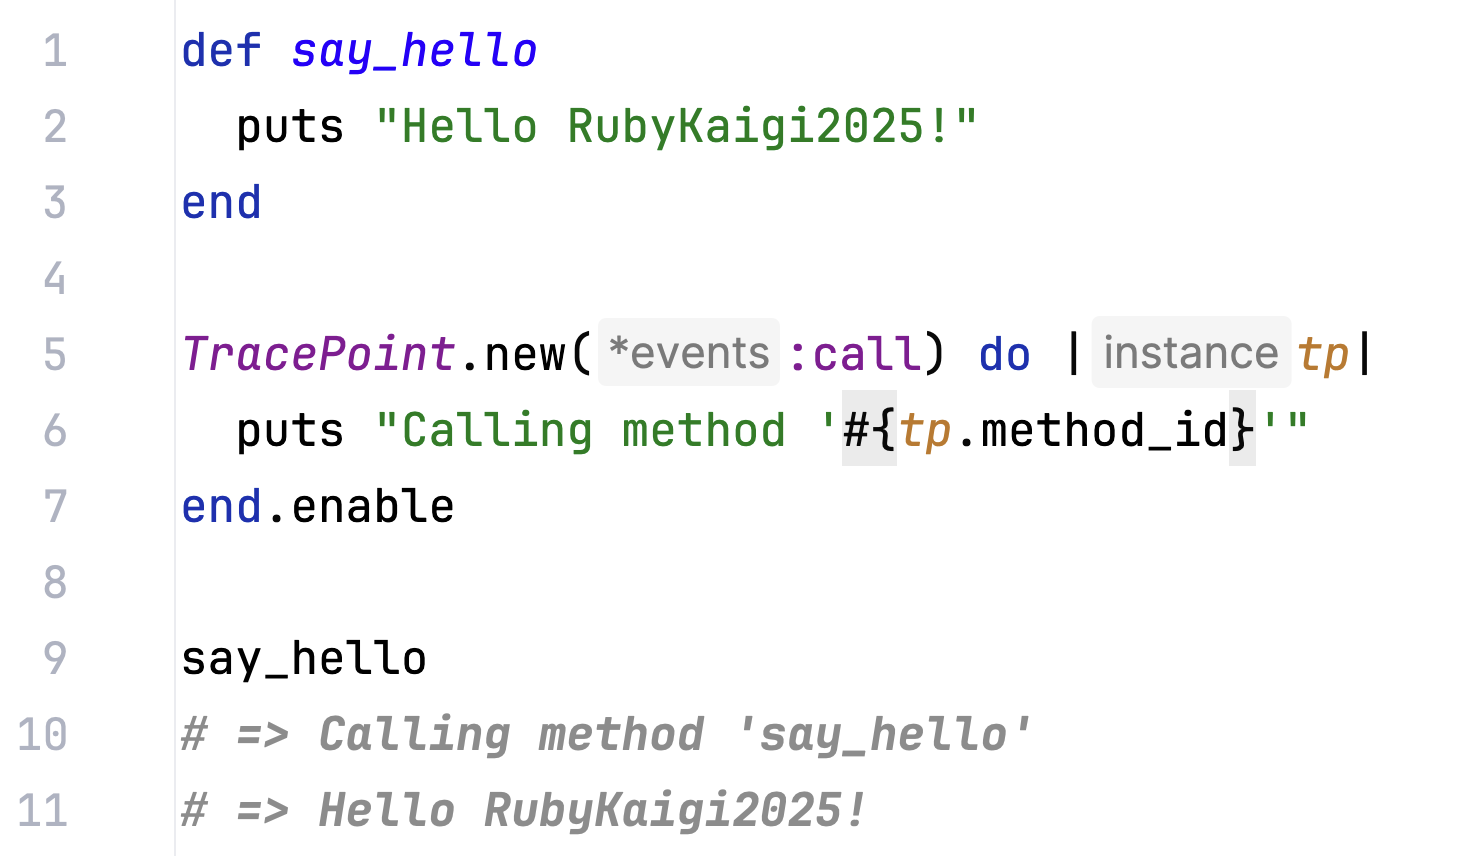 1 def say_hello
2 puts "Hello RubyKaigi2025!"
3 end
4
5 TracePoint.new( *events :call) do | instance tp|
6 puts "Calling method '#{tp.method_id}'"
7 end.enable
8
9 say_hello
10 # => Calling method 'say_hello'
11 # => Hello RubyKaigi2025!